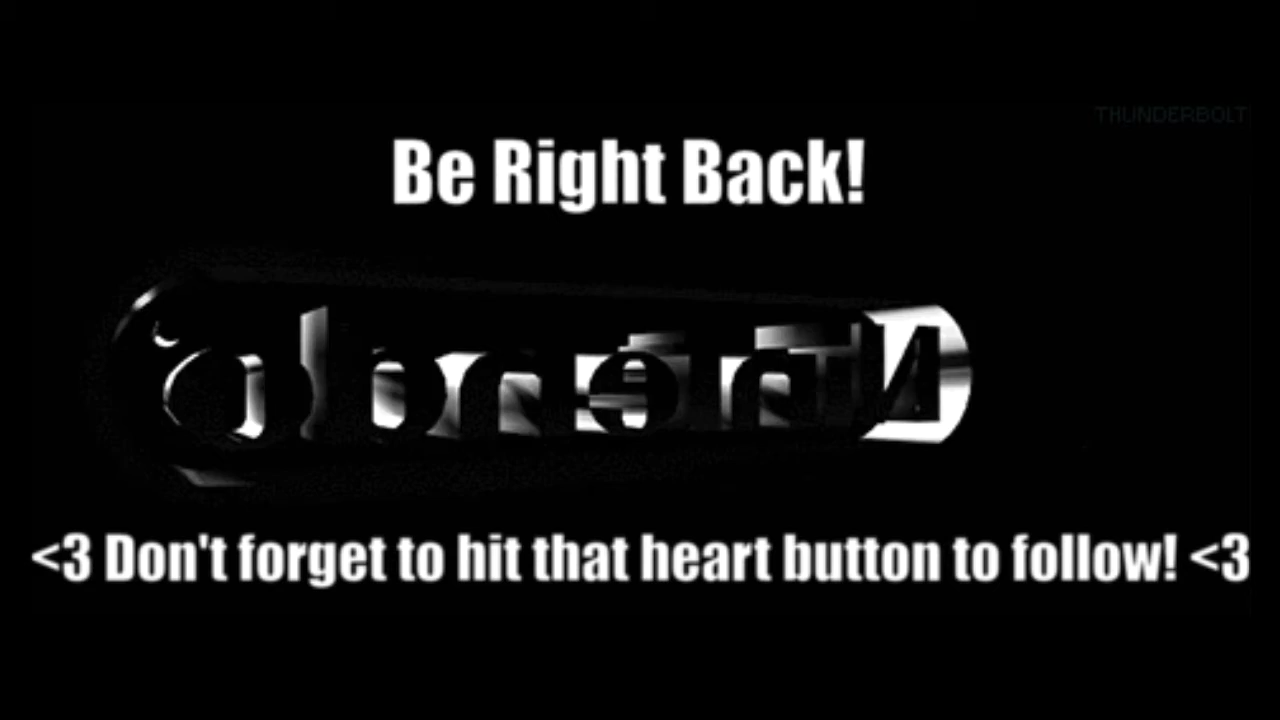 THUNDERBOLT
Be Right Back!
<3 Don't forget to hit that heart button to follow! <3